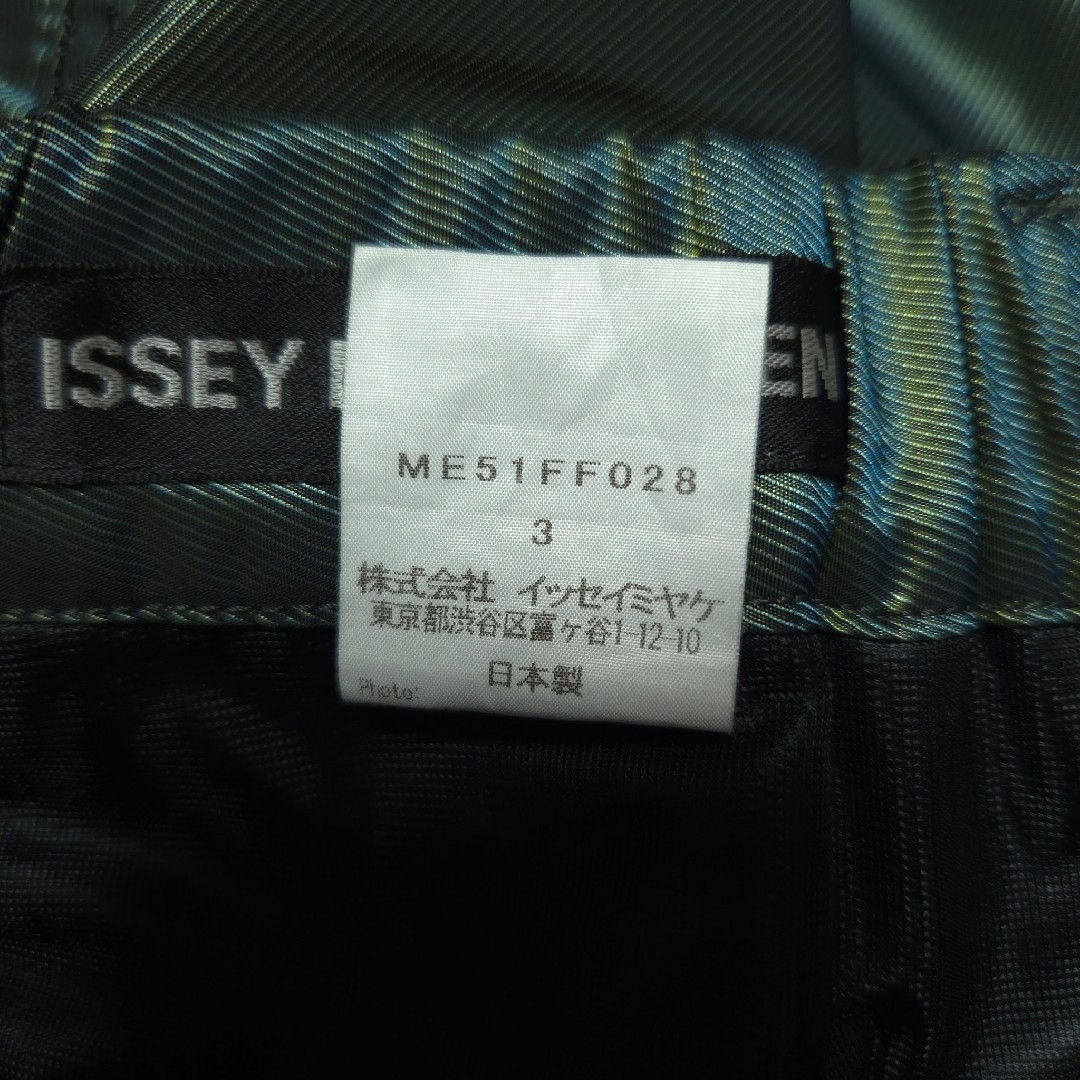 ISSEY
EN
ME51FF028
3
株式会社 イッセイミヤケ
東京都渋谷区富ヶ谷1-12-10
日本製
Photo'